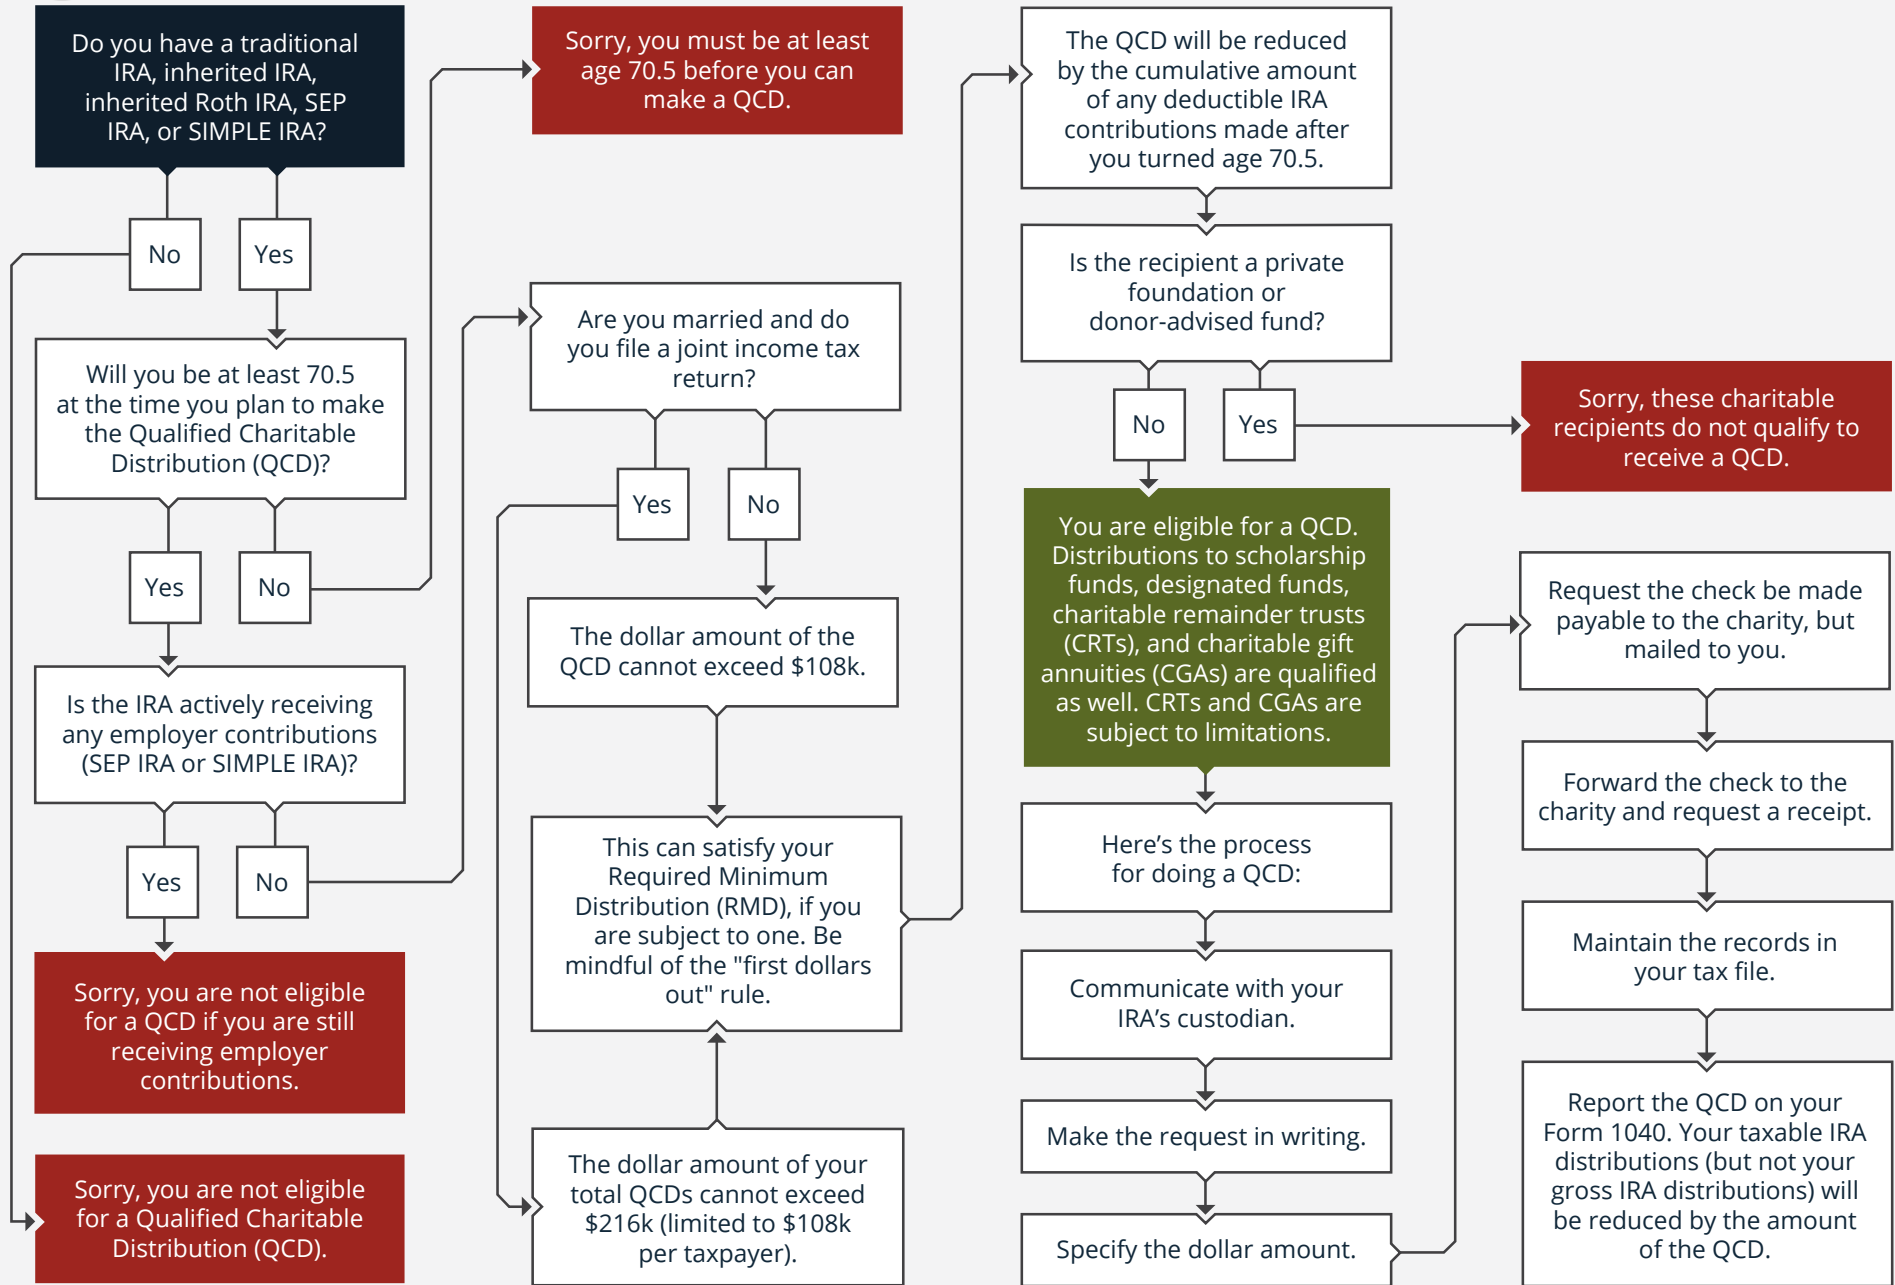 Do you have a traditional
IRA, inherited IRA,
inherited Roth IRA, SEP
IRA, or SIMPLE IRA?
No
Yes
Will you be at least 70.5
at the time you plan to make
the Qualified Charitable
Distribution (QCD)?
Yes
No
Is the IRA actively receiving
any employer contributions
(SEP IRA or SIMPLE IRA)?
Yes
No
Sorry, you are not eligible
for a QCD if you are still
receiving employer
contributions.
Sorry, you are not eligible
for a Qualified Charitable
Distribution (QCD).
Sorry, you must be at least
age 70.5 before you can
make a QCD.
Are you married and do
you file a joint income tax
return?
Yes
No
The dollar amount of the
QCD cannot exceed $108k.
This can satisfy your
Required Minimum
Distribution (RMD), if you
are subject to one. Be
mindful of the "first dollars
out" rule.
The dollar amount of your
total QCDs cannot exceed
$216k (limited to $108k
per taxpayer).
The QCD will be reduced
by the cumulative amount
of any deductible IRA
contributions made after
you turned age 70.5.
Is the recipient a private
foundation or
donor-advised fund?
No
Yes
You are eligible for a QCD.
Distributions to scholarship
funds, designated funds,
charitable remainder trusts
(CRTs), and charitable gift
annuities (CGAs) are qualified
as well. CRTs and CGAs are
subject to limitations.
Here’s the process
for doing a QCD:
Communicate with your
IRA’s custodian.
Make the request in writing.
Specify the dollar amount.
Sorry, these charitable
recipients do not qualify to
receive a QCD.
Request the check be made
payable to the charity, but
mailed to you.
Forward the check to the
charity and request a receipt.
Maintain the records in
your tax file.
Report the QCD on your
Form 1040. Your taxable IRA
distributions (but not your
gross IRA distributions) will
be reduced by the amount
of the QCD.